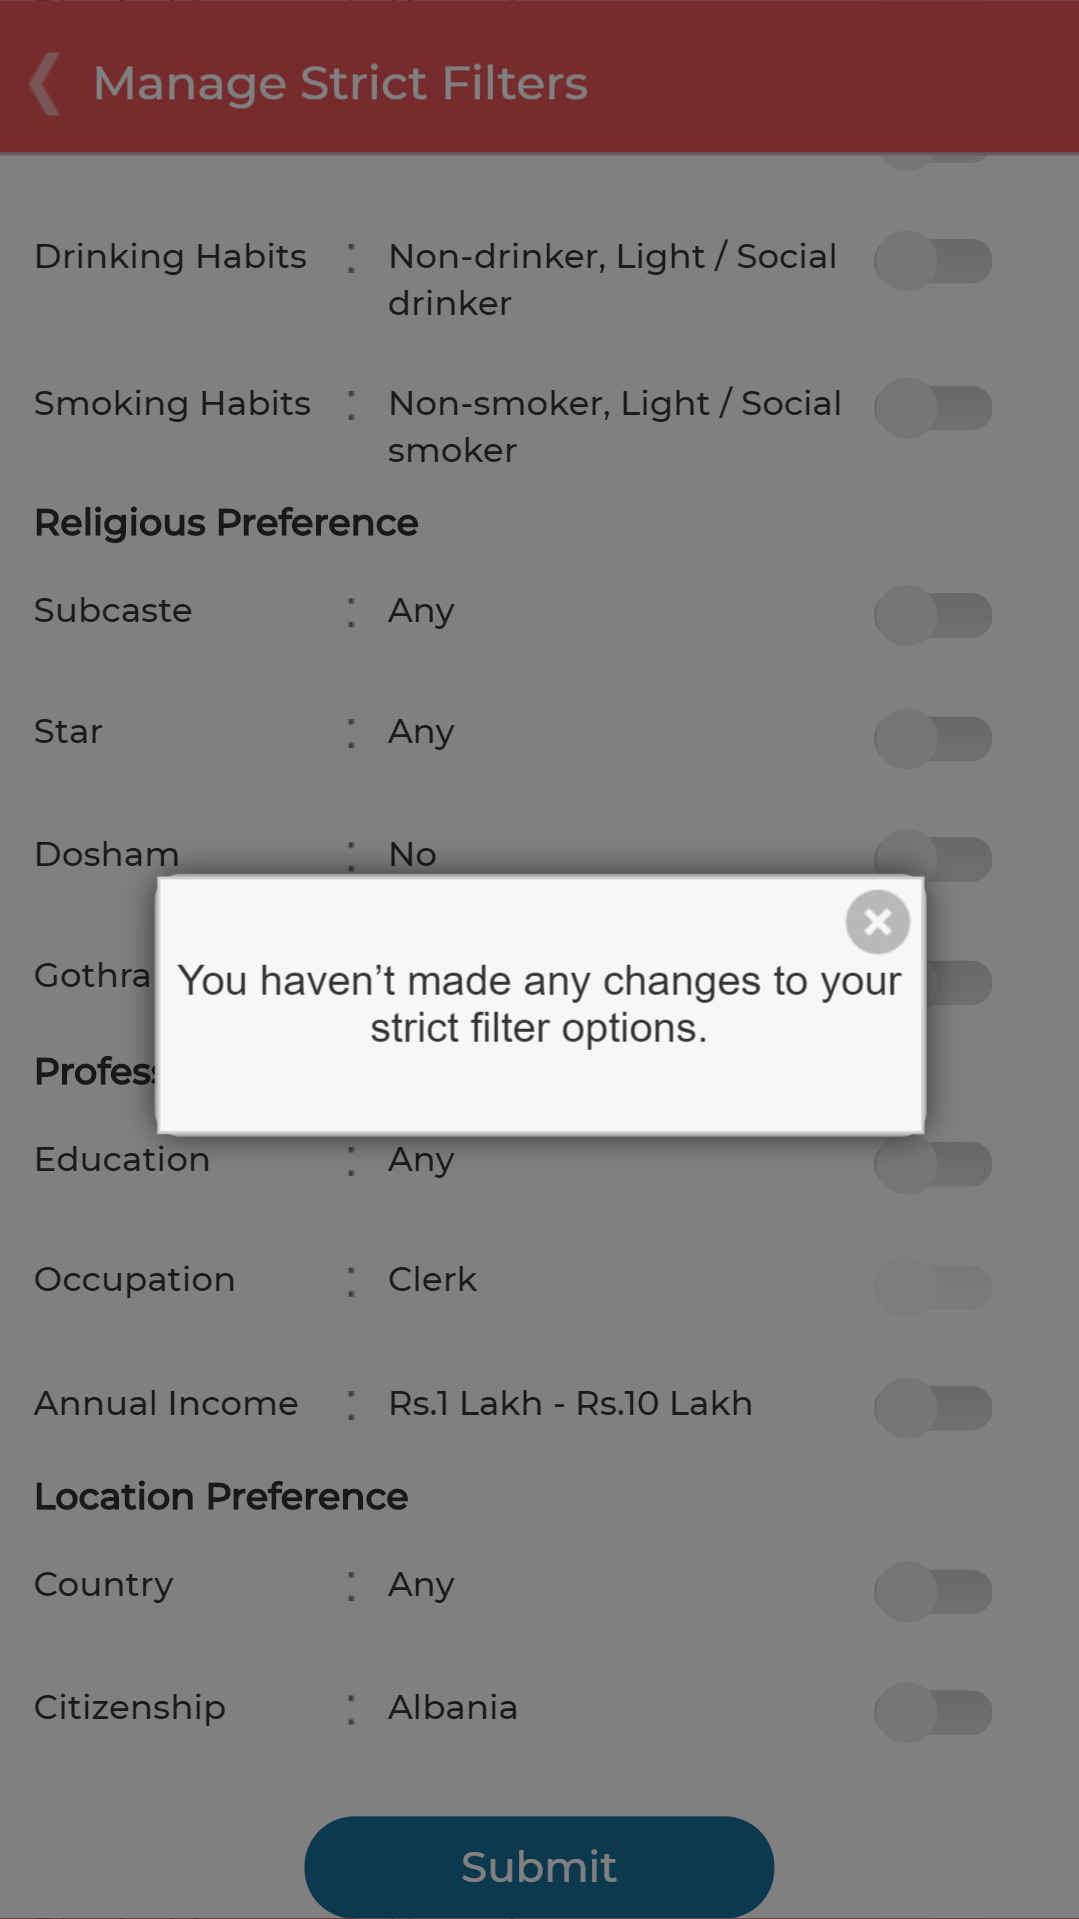 Manage Strict Filters
Drinking Habits : Non-drinker, Light / Social
drinker
Smoking Habits : Non-smoker, Light / Social
smoker
Religious Preference
Subcaste : Any
Star : Any
Dosham : No
Gothra
You haven’t made any changes to your
strict filter options.
Education : Any
Occupation : Clerk
Annual Income : Rs.1 Lakh - Rs.10 Lakh
Location Preference
Country : Any
Citizenship : Albania
Submit